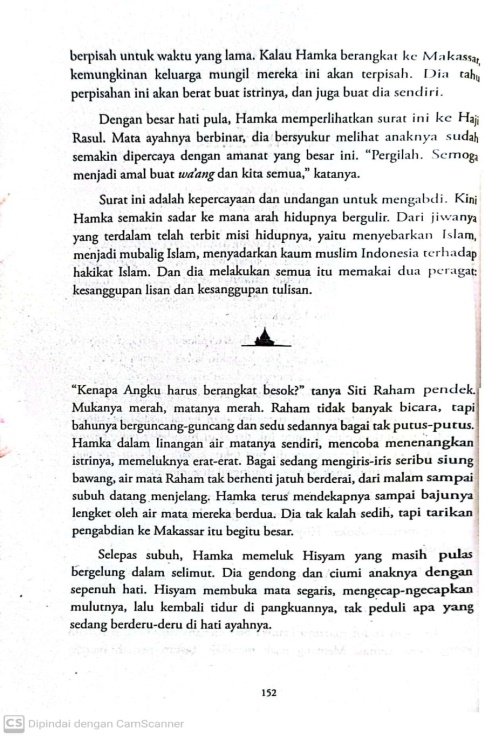 berpisah untuk waktu yang lama. Kalau Hamka berangkat ke Makassar,
kemungkinan keluarga mungil mereka ini akan terpisah. Dia tahu
perpisahan ini akan berat buat istrinya, dan juga buat dia sendiri.
Dengan besar hati pula, Hamka memperlihatkan surat ini ke Haji
Rasul. Mata ayahnya berbinar, dia bersyukur melihat anaknya sudah
semakin dipercaya dengan amanat yang besar ini. “Pergilah. Semoga
menjadi amal buat wa’ang dan kita semua,” katanya.
Surat ini adalah kepercayaan dan undangan untuk mengabdi. Kini
Hamka semakin sadar ke mana arah hidupnya bergulir. Dari jiwanya
yang terdalam telah terbit misi hidupnya, yaitu menyebarkan Islam,
menjadi mubalig Islam, menyadarkan kaum muslim Indonesia terhadap
hakikat Islam. Dan dia melakukan semua itu memakai dua peragat:
kesanggupan lisan dan kesanggupan tulisan.
“Kenapa Angku harus berangkat besok?” tanya Siti Raham pendek.
Mukanya merah, matanya merah. Raham tidak banyak bicara, tapi
bahunya berguncang-guncang dan sedu sedannya bagai tak putus-putus.
Hamka dalam linangan air matanya sendiri, mencoba menenangkan
istrinya, memeluknya erat-erat. Bagai sedang mengiris-iris seribu siung
bawang, air mata Raham tak berhenti jatuh berderai, dari malam sampai
subuh datang menjelang. Hamka terus mendekapnya sampai bajunya
lengket oleh air mata mereka berdua. Dia tak kalah sedih, tapi tarikan
pengabdian ke Makassar itu begitu besar.
Selepas subuh, Hamka memeluk Hisyam yang masih pulas
bergelung dalam selimut. Dia gendong dan ciumi anaknya dengan
sepenuh hati. Hisyam membuka mata segaris, mengecap-ngecapkan
mulutnya, lalu kembali tidur di pangkuannya, tak peduli apa yang
sedang berderu-deru di hati ayahnya.
152
CS Dipindai dengan CamScanner